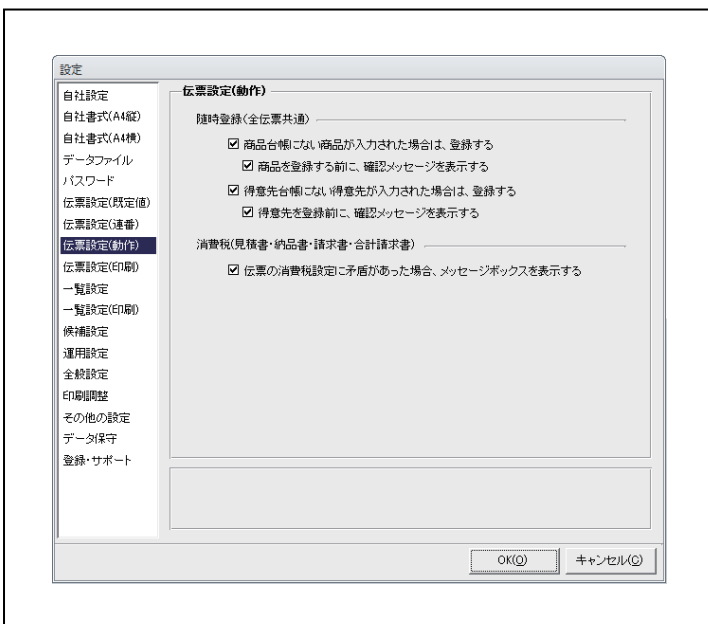 設定
自社設定
自社書式(A4縦)
自社書式(A4横)
データファイル
パスワード
伝票設定(既定値)
伝票設定(連番)
伝票設定(動作)
伝票設定(印刷)
一覧設定
一覧設定(印刷)
候補設定
運用設定
全般設定
印刷調整
その他の設定
データ保守
登録・サポート
伝票設定(動作)
随時登録(全伝票共通)
商品台帳にない商品が入力された場合は、登録する
商品を登録する前に、確認メッセージを表示する
得意先台帳にない得意先が入力された場合は、登録する
得意先を登録前に、確認メッセージを表示する
消費税(見積書・納品書・請求書・合計請求書)
伝票の消費税設定に矛盾があった場合、メッセージボックスを表示する
OK(O)
キャンセル(C)